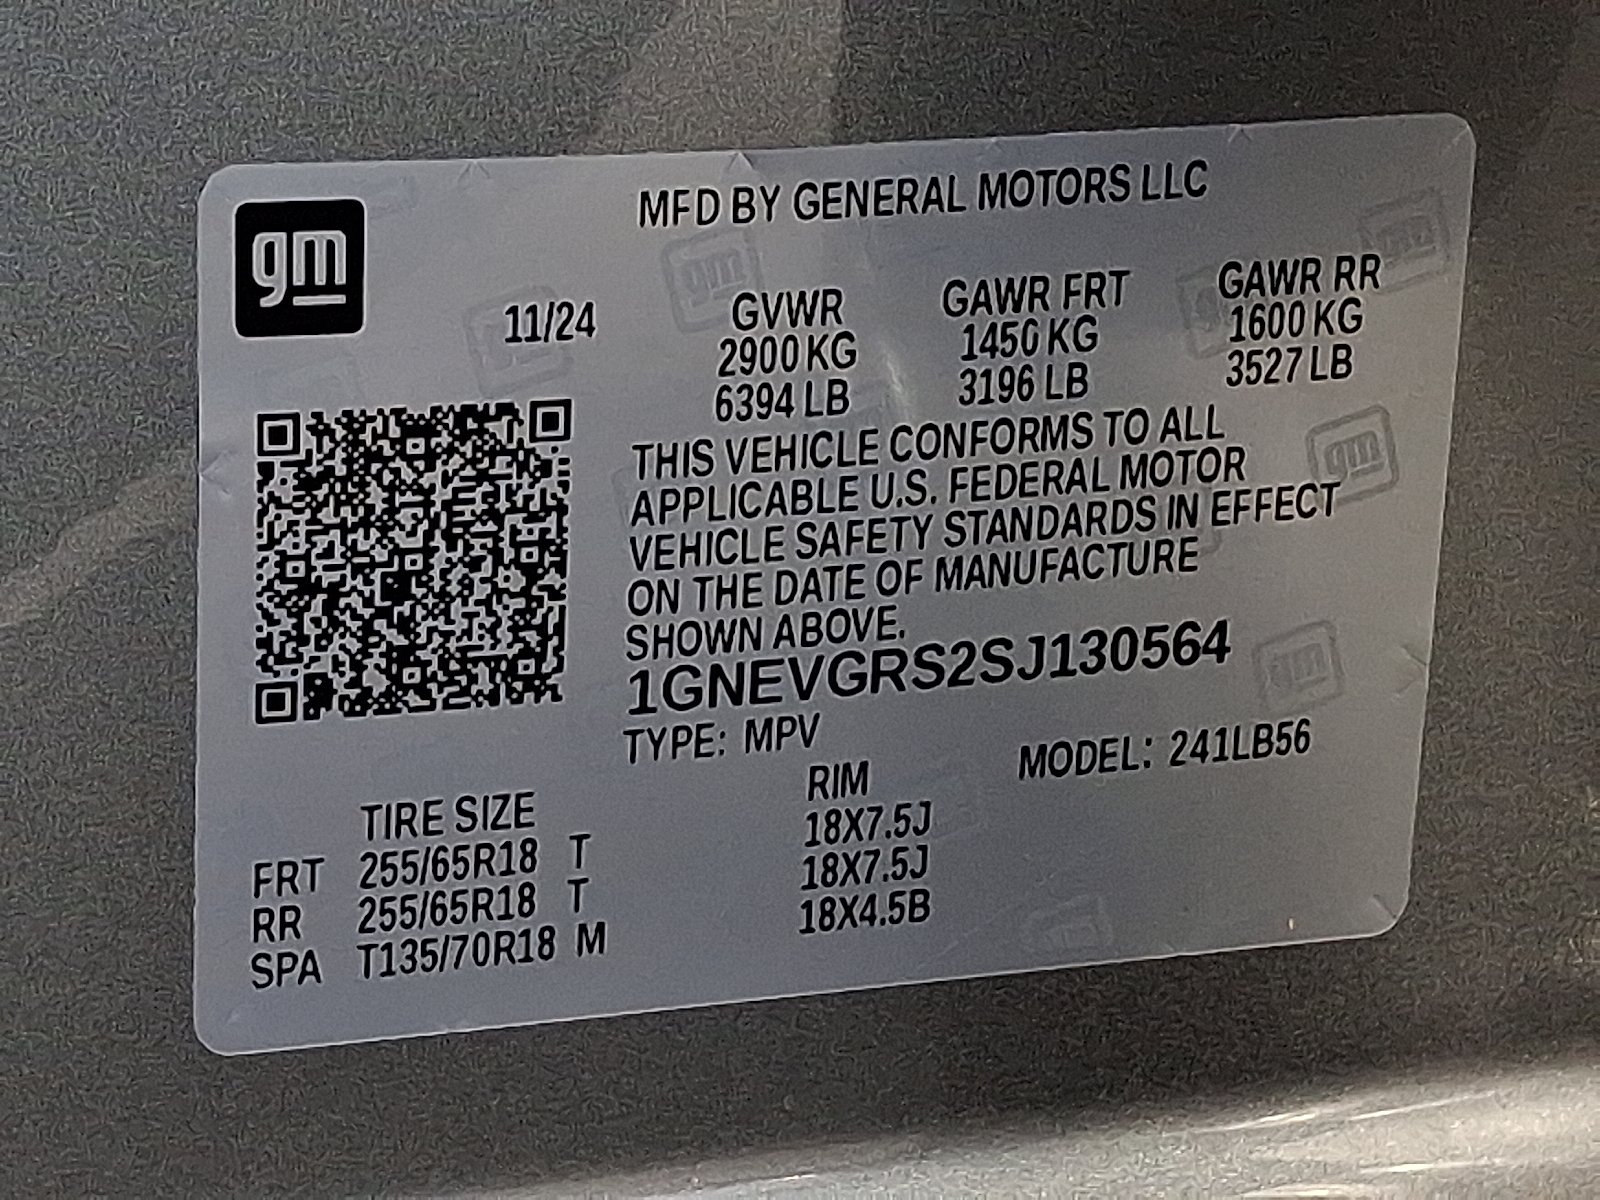 gm
MFD BY GENERAL MOTORS LLC
11/24 GVWR GAWR FRT GAWR RR
2900 KG 1450 KG 1600 KG
6394 LB 3196 LB 3527 LB
THIS VEHICLE CONFORMS TO ALL
APPLICABLE U.S. FEDERAL MOTOR
VEHICLE SAFETY STANDARDS IN EFFECT
ON THE DATE OF MANUFACTURE
SHOWN ABOVE.
1GNEVGRS2SJ130564
TYPE: MPV MODEL: 241LB56
TIRE SIZE RIM
FRT 255/65R18 T 18X7.5J
RR 255/65R18 T 18X7.5J
SPA T135/70R18 M 18X4.5B